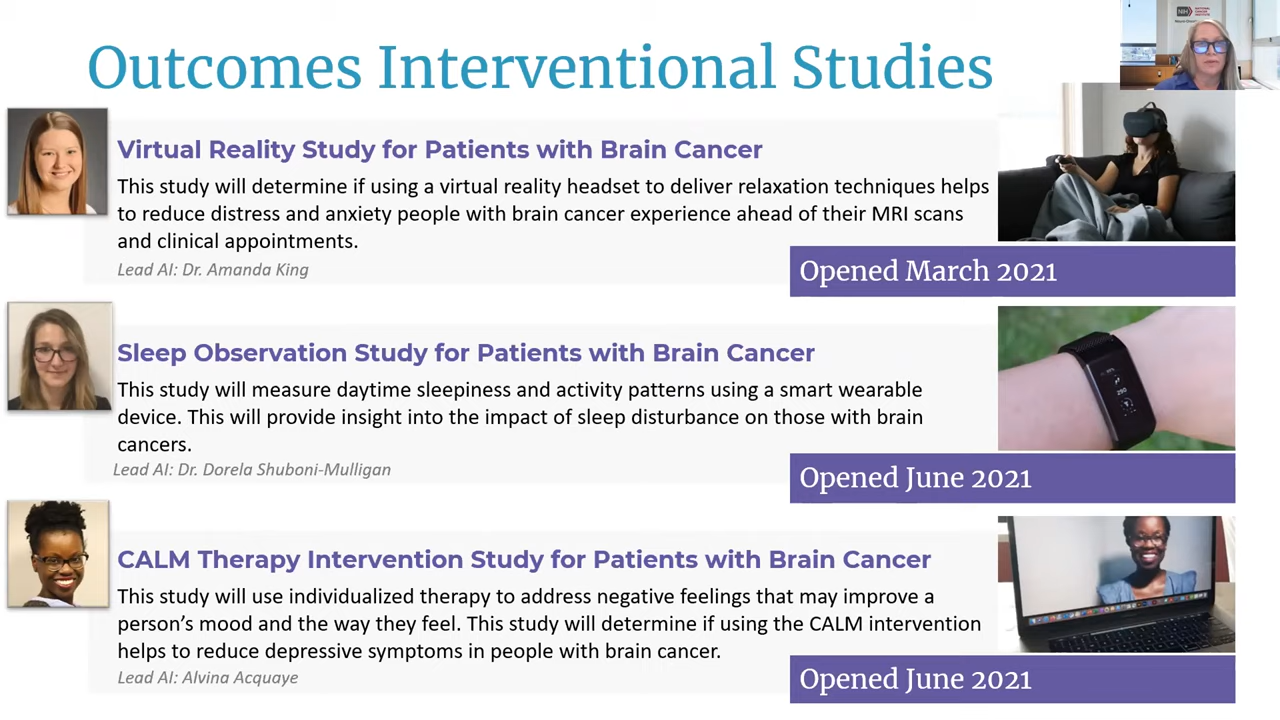 Outcomes Interventional Studies
NIH NATIONAL
CANCER
INSTITUTE
Virtual Reality Study for Patients with Brain Cancer
This study will determine if using a virtual reality headset to deliver relaxation techniques helps
to reduce distress and anxiety people with brain cancer experience ahead of their MRI scans
and clinical appointments.
Lead AI: Dr. Amanda King
Opened March 2021
Sleep Observation Study for Patients with Brain Cancer
This study will measure daytime sleepiness and activity patterns using a smart wearable
device. This will provide insight into the impact of sleep disturbance on those with brain
cancers.
Lead AI: Dr. Dorela Shuboni-Mulligan
Opened June 2021
CALM Therapy Intervention Study for Patients with Brain Cancer
This study will use individualized therapy to address negative feelings that may improve a
person’s mood and the way they feel. This study will determine if using the CALM intervention
helps to reduce depressive symptoms in people with brain cancer.
Lead AI: Alvina Acquaye
Opened June 2021